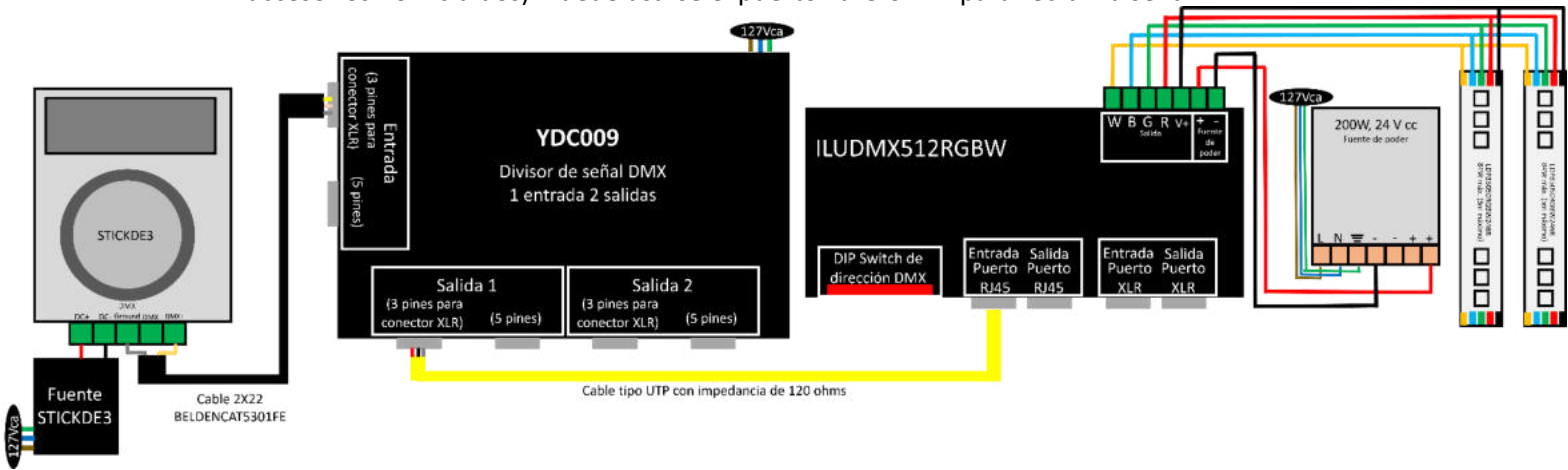 127Vca
STICKDE3
DMX
DC+ DC- Ground DMX- DMX+
Fuente
STICKDE3
127Vca
Cable 2X22
BELDENCAT5301FE
Entrada
(3 pines para
conector XLR)
(5 pines)
YDC009
Divisor de señal DMX
1 entrada 2 salidas
Salida 1
(3 pines para
conector XLR)
(5 pines)
Salida 2
(3 pines para
conector XLR)
(5 pines)
Cable tipo UTP con impedancia de 120 ohms
ILUDMX512RGBW
W B G R V+
Salida
+ -
Fuente
de
poder
DIP Switch de
dirección DMX
Entrada
Puerto
RJ45
Salida
Puerto
RJ45
Entrada
Puerto
XLR
Salida
Puerto
XLR
127Vca
200W, 24 V cc
Fuente de poder
L N - - + +